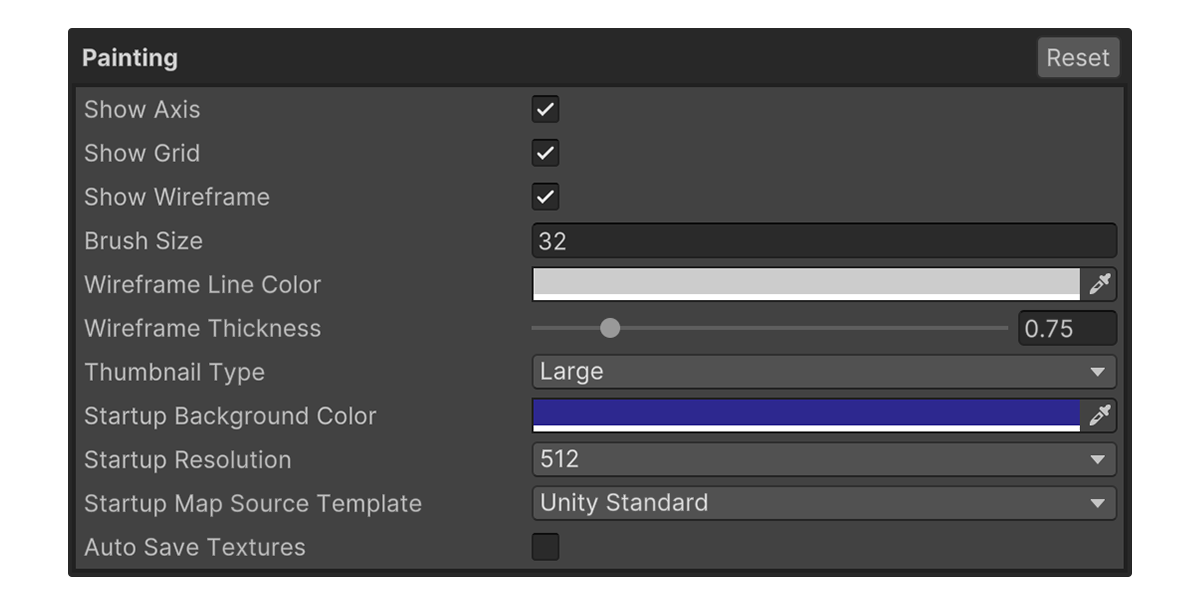 Painting Reset
Show Axis
Show Grid
Show Wireframe
Brush Size 32
Wireframe Line Color
Wireframe Thickness 0.75
Thumbnail Type Large
Startup Background Color
Startup Resolution 512
Startup Map Source Template Unity Standard
Auto Save Textures